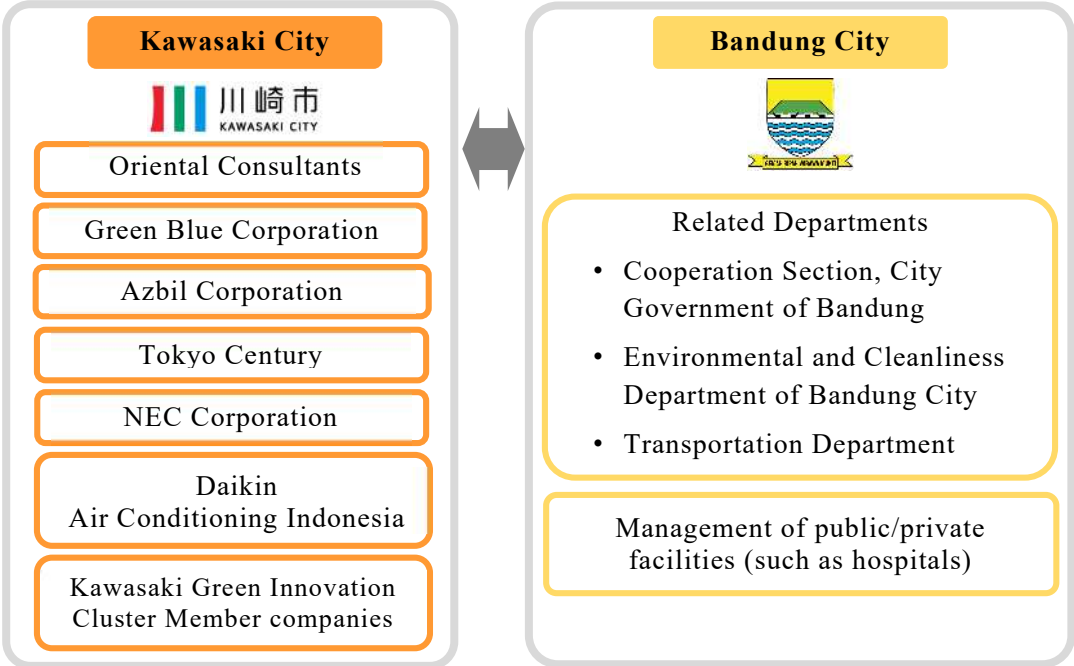 Kawasaki City
川崎市
KAWASAKI CITY
Oriental Consultants
Green Blue Corporation
Azbil Corporation
Tokyo Century
NEC Corporation
Daikin
Air Conditioning Indonesia
Kawasaki Green Innovation
Cluster Member companies
Bandung City
Related Departments
• Cooperation Section, City
Government of Bandung
• Environmental and Cleanliness
Department of Bandung City
• Transportation Department
Management of public/private
facilities (such as hospitals)